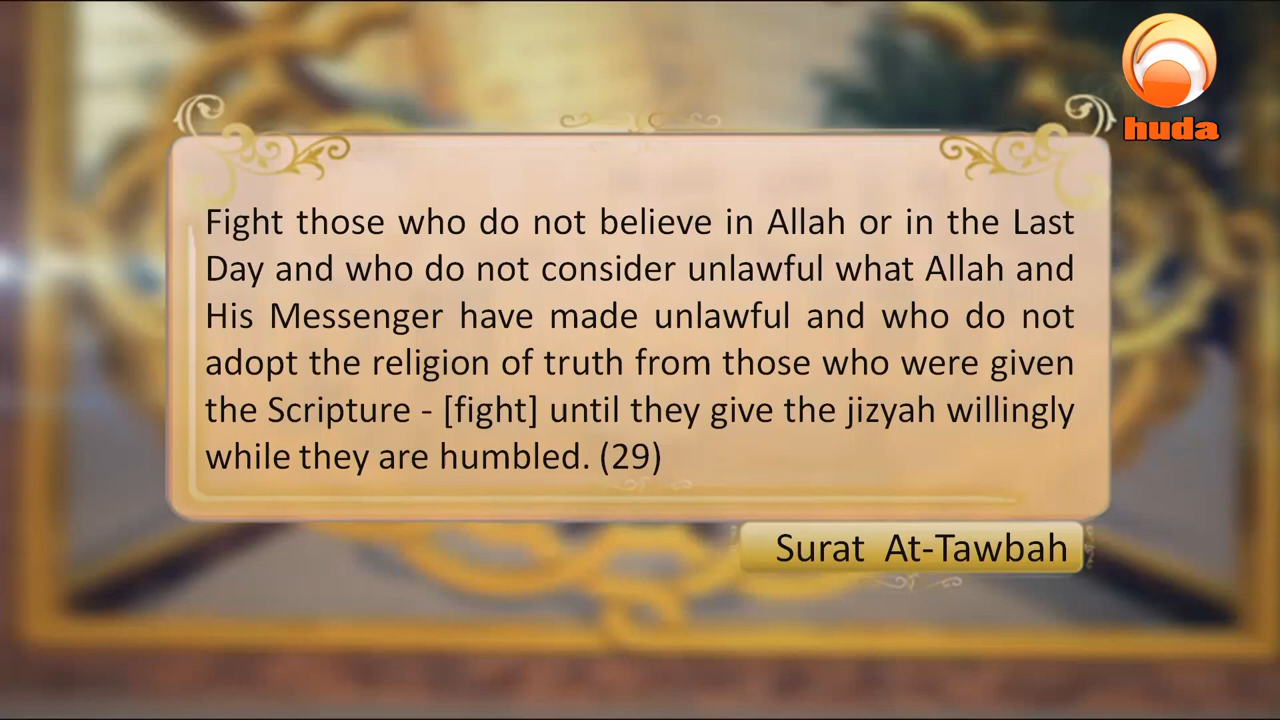 huda
Fight those who do not believe in Allah or in the Last
Day and who do not consider unlawful what Allah and
His Messenger have made unlawful and who do not
adopt the religion of truth from those who were given
the Scripture - [fight] until they give the jizyah willingly
while they are humbled. (29)
Surat At-Tawbah